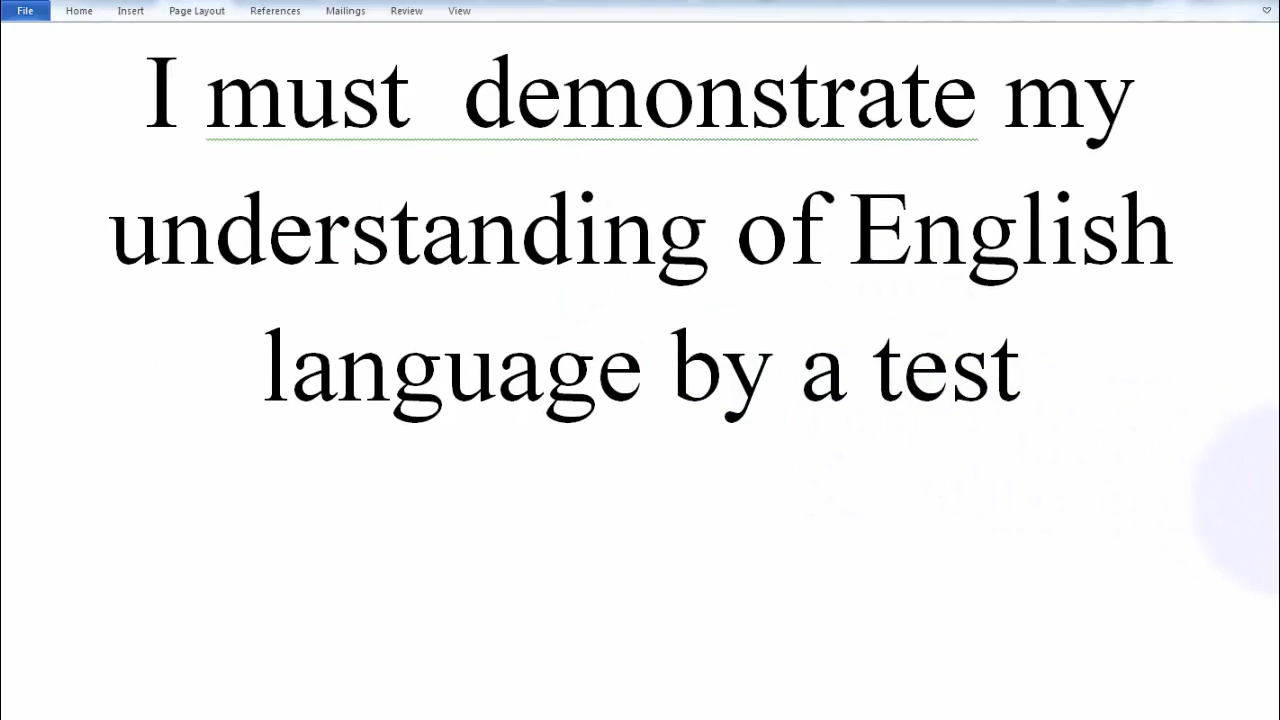 File Home Insert Page Layout References Mailings Review View
I must  demonstrate my
understanding of English
language by a test